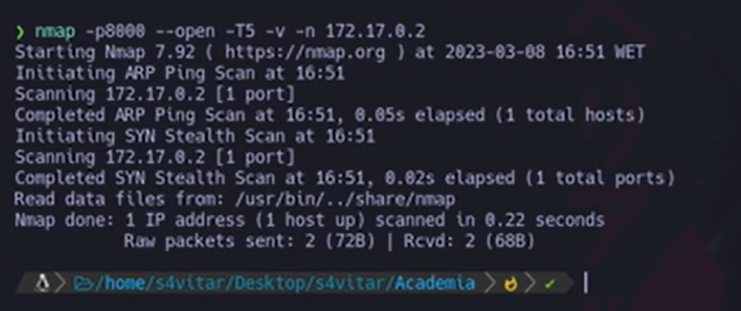 ❯ nmap -p8000 --open -T5 -v -n 172.17.0.2
Starting Nmap 7.92 ( https://nmap.org ) at 2023-03-08 16:51 WET
Initiating ARP Ping Scan at 16:51
Scanning 172.17.0.2 [1 port]
Completed ARP Ping Scan at 16:51, 0.05s elapsed (1 total hosts)
Initiating SYN Stealth Scan at 16:51
Scanning 172.17.0.2 [1 port]
Completed SYN Stealth Scan at 16:51, 0.02s elapsed (1 total ports)
Read data files from: /usr/bin/../share/nmap
Nmap done: 1 IP address (1 host up) scanned in 0.22 seconds
Raw packets sent: 2 (72B) | Rcvd: 2 (68B)
/home/s4vitar/Desktop/s4vitar/Academia